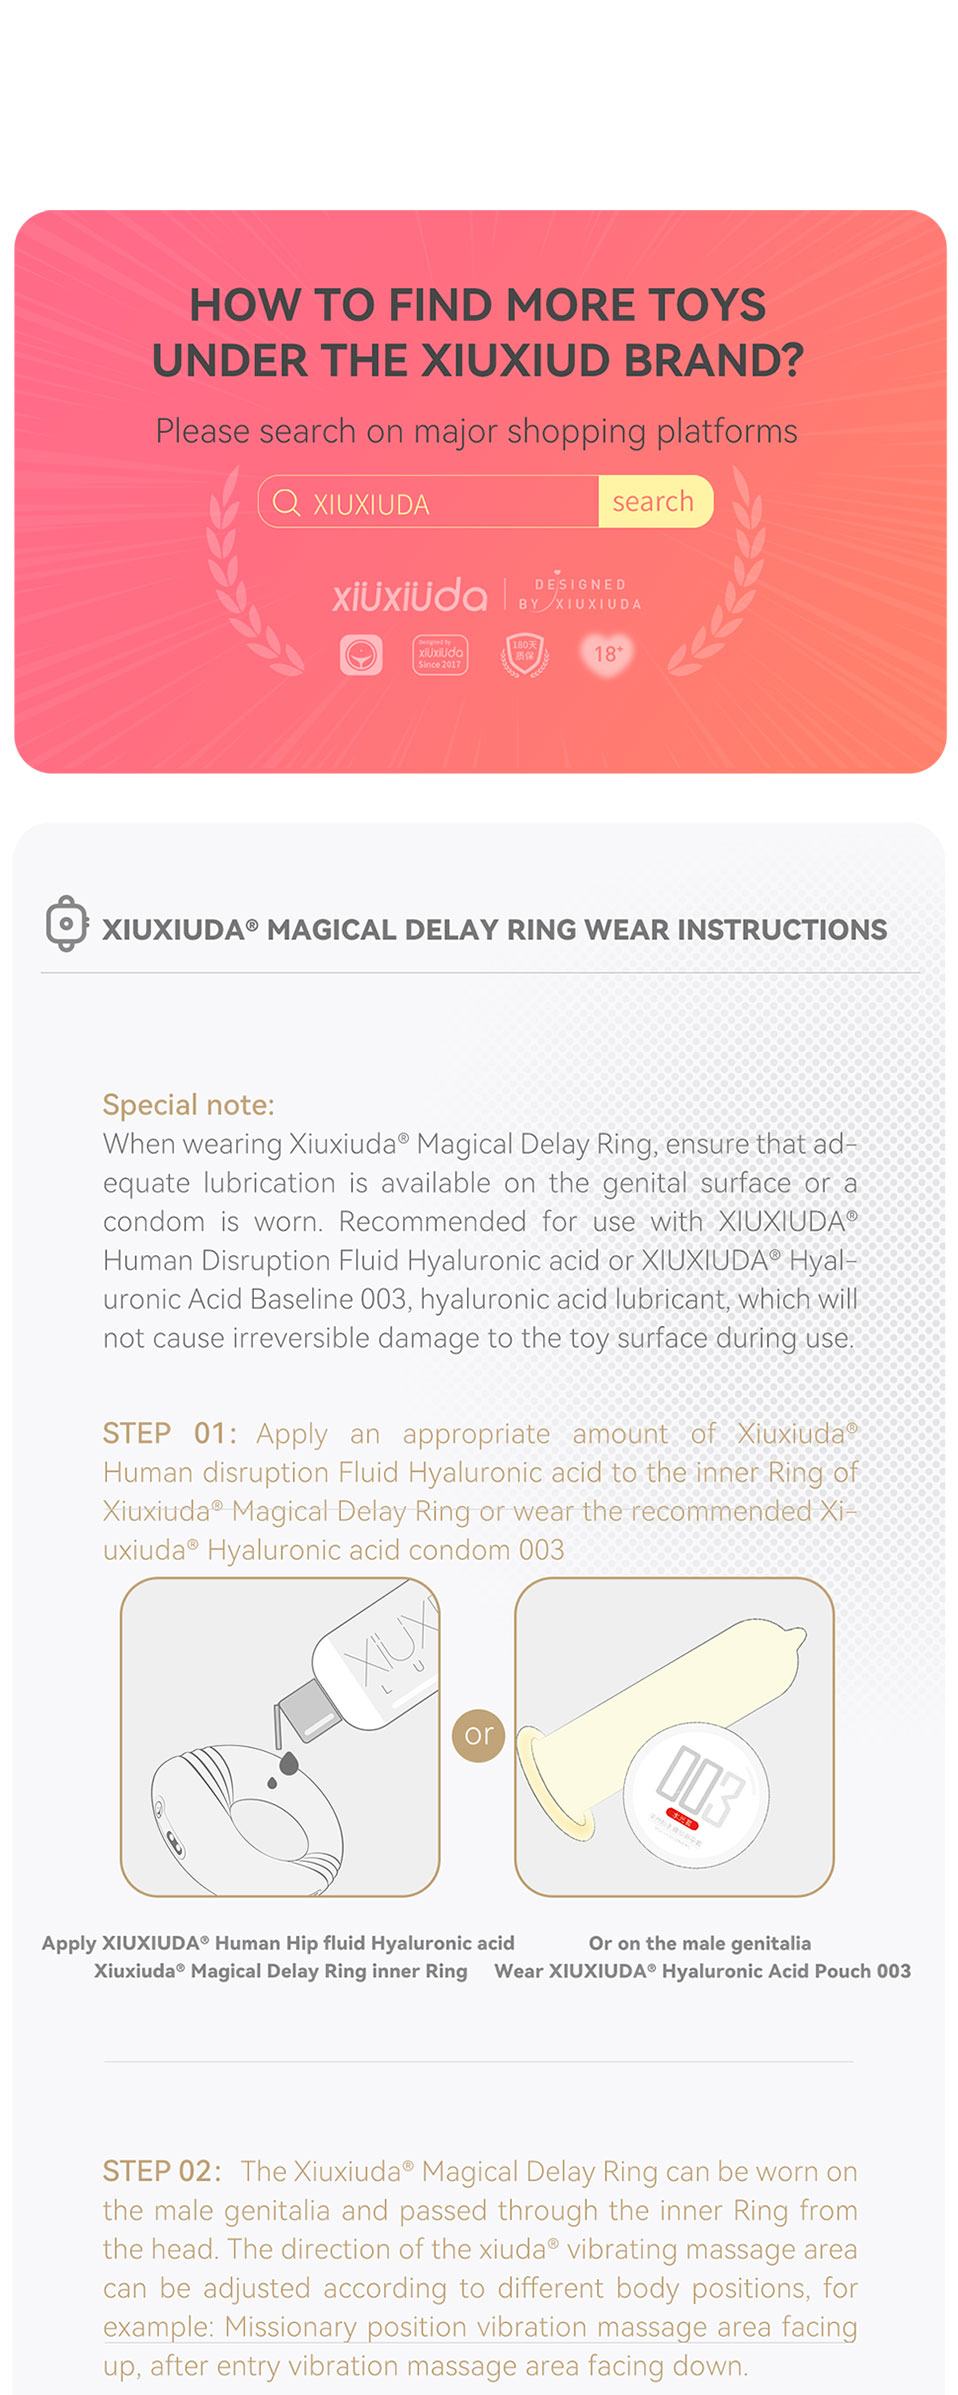 HOW TO FIND MORE TOYS
UNDER THE XIUXIUD BRAND?
Please search on major shopping platforms
XIUXIUDA
search
xiUxiUda
DESIGNED
BY XIUXIUDA
Designed by
xiUxiUda
Since 2017
180天
质保
18+
XIUXIUDA® MAGICAL DELAY RING WEAR INSTRUCTIONS
Special note:
When wearing Xiuxiuda® Magical Delay Ring, ensure that ad-
equate lubrication is available on the genital surface or a
condom is worn. Recommended for use with XIUXIUDA®
Human Disruption Fluid Hyaluronic acid or XIUXIUDA® Hyal-
uronic Acid Baseline 003, hyaluronic acid lubricant, which will
not cause irreversible damage to the toy surface during use.
STEP 01: Apply an appropriate amount of Xiuxiuda®
Human disruption Fluid Hyaluronic acid to the inner Ring of
Xiuxiuda® Magical Delay Ring or wear the recommended Xi-
uxiuda® Hyaluronic acid condom 003
XiUX
L U
or
003
Apply XIUXIUDA® Human Hip fluid Hyaluronic acid
Xiuxiuda® Magical Delay Ring inner Ring
Or on the male genitalia
Wear XIUXIUDA® Hyaluronic Acid Pouch 003
STEP 02: The Xiuxiuda® Magical Delay Ring can be worn on
the male genitalia and passed through the inner Ring from
the head. The direction of the xiuda® vibrating massage area
can be adjusted according to different body positions, for
example: Missionary position vibration massage area facing
up, after entry vibration massage area facing down.